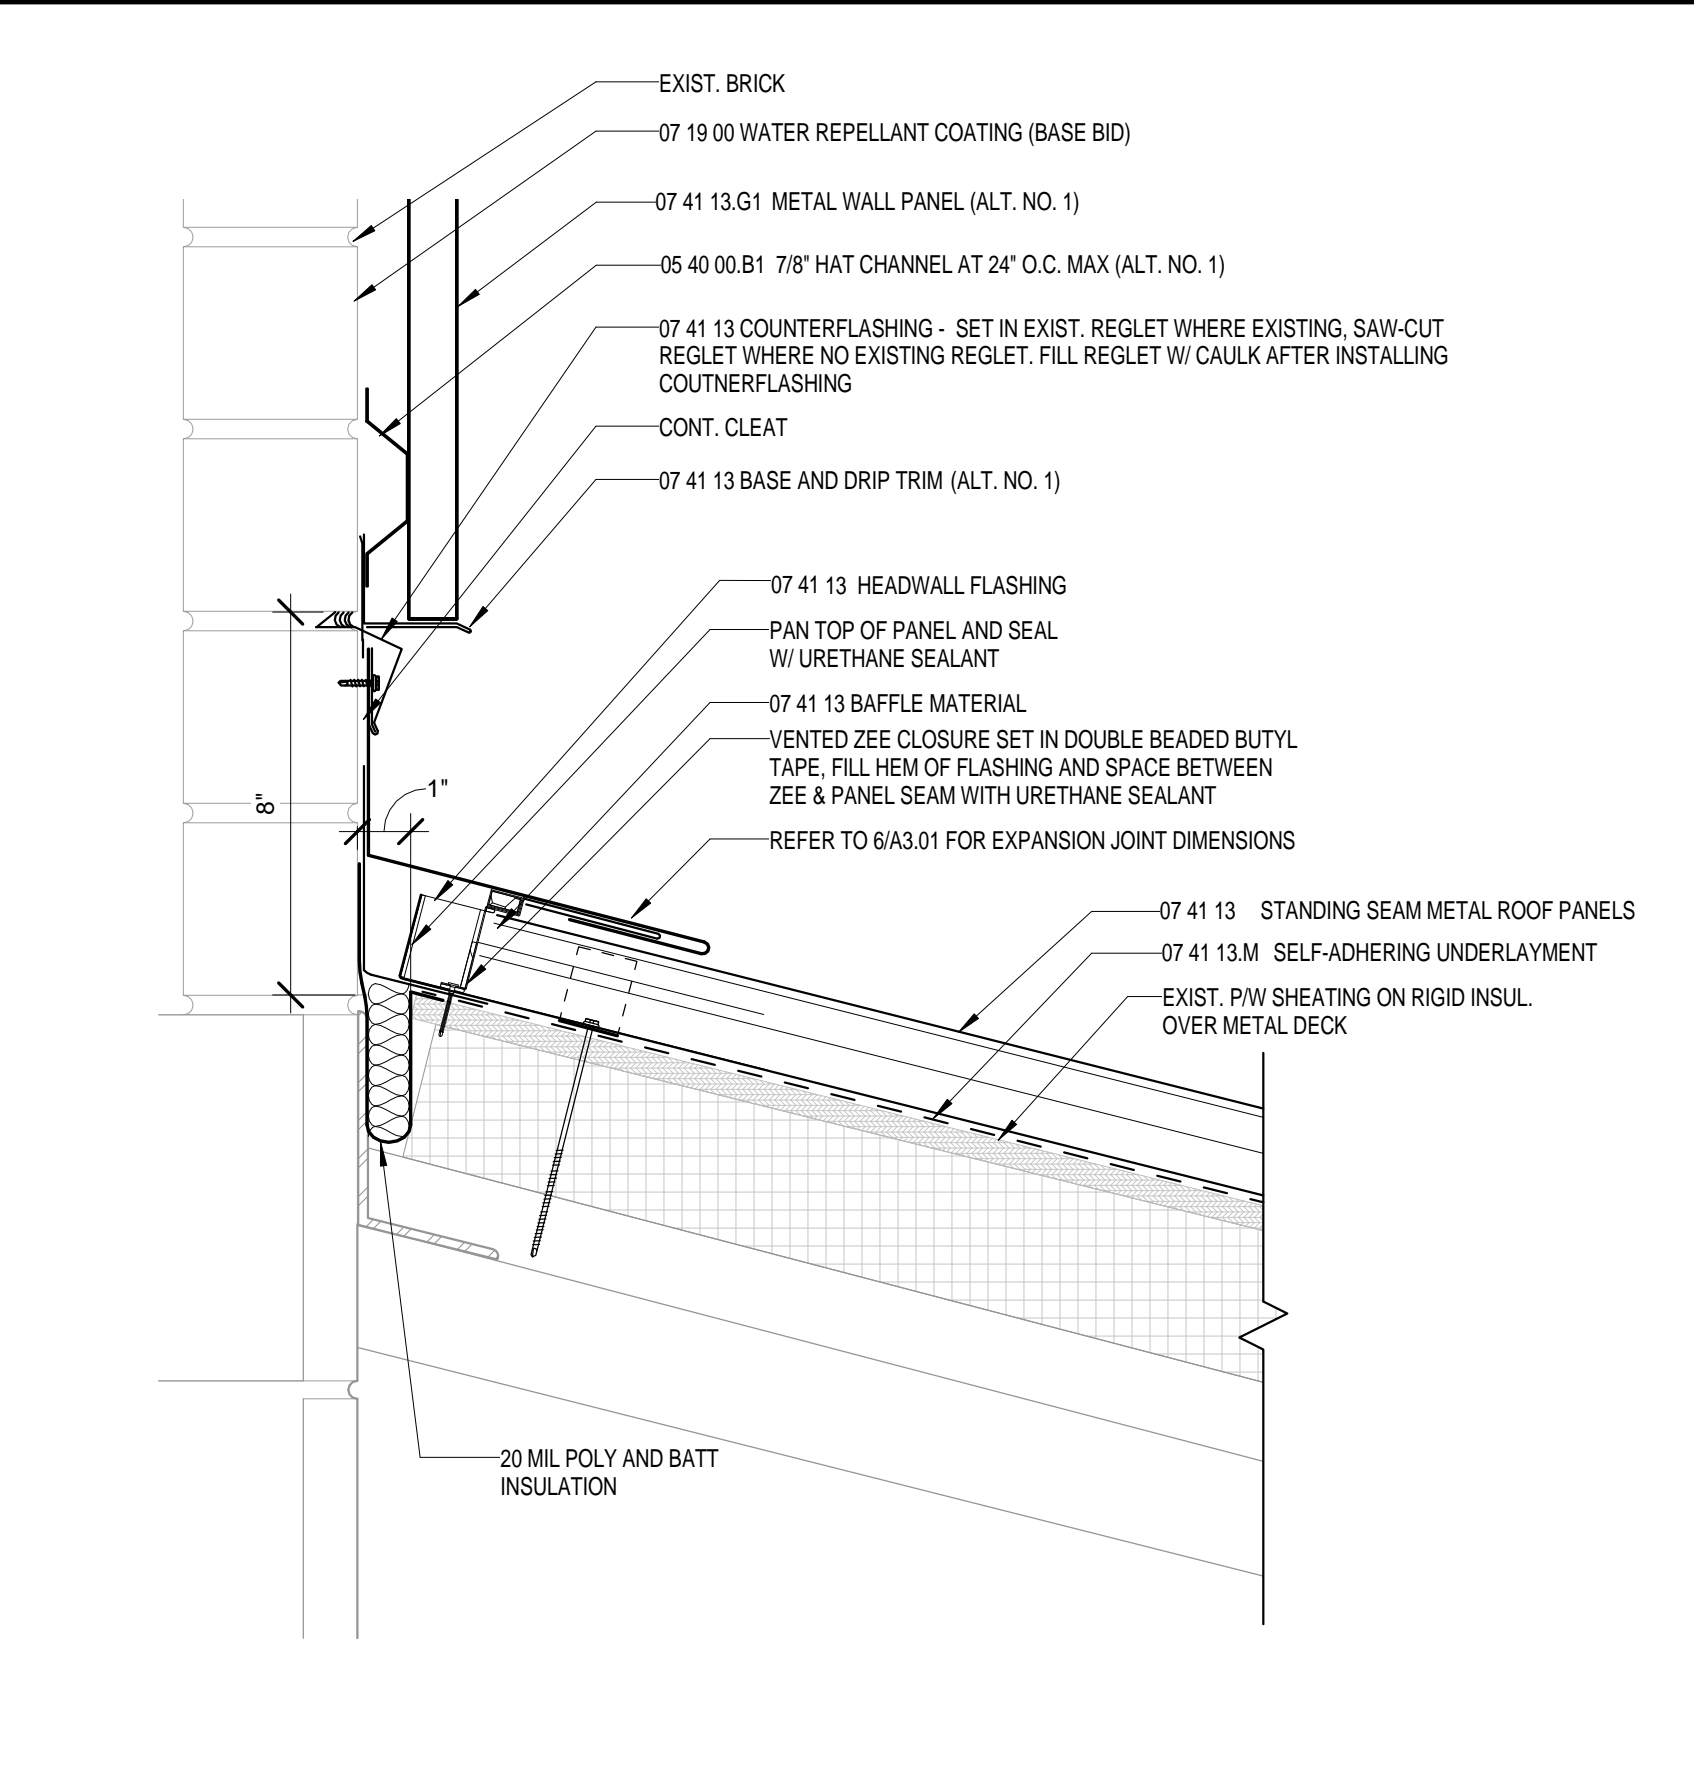 EXIST. BRICK
07 19 00 WATER REPELLANT COATING (BASE BID)
07 41 13.G1 METAL WALL PANEL (ALT. NO. 1)
05 40 00.B1 7/8" HAT CHANNEL AT 24" O.C. MAX (ALT. NO. 1)
07 41 13 COUNTERFLASHING - SET IN EXIST. REGLET WHERE EXISTING, SAW-CUT
REGLET WHERE NO EXISTING REGLET. FILL REGLET W/ CAULK AFTER INSTALLING
COUTNERFLASHING
CONT. CLEAT
07 41 13 BASE AND DRIP TRIM (ALT. NO. 1)
07 41 13 HEADWALL FLASHING
PAN TOP OF PANEL AND SEAL
W/ URETHANE SEALANT
07 41 13 BAFFLE MATERIAL
VENTED ZEE CLOSURE SET IN DOUBLE BEADED BUTYL
TAPE, FILL HEM OF FLASHING AND SPACE BETWEEN
ZEE & PANEL SEAM WITH URETHANE SEALANT
8"
1"
REFER TO 6/A3.01 FOR EXPANSION JOINT DIMENSIONS
07 41 13 STANDING SEAM METAL ROOF PANELS
07 41 13.M SELF-ADHERING UNDERLAYMENT
EXIST. P/W SHEATING ON RIGID INSUL.
OVER METAL DECK
20 MIL POLY AND BATT
INSULATION